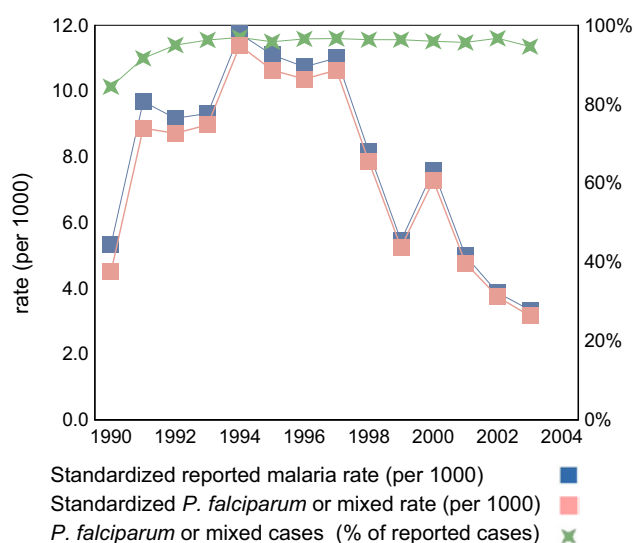 12.0 100%
10.0 80%
8.0 60%
6.0 40%
4.0 20%
2.0
0.0 0%
rate (per 1000)
1990 1992 1994 1996 1998 2000 2002 2004
Standardized reported malaria rate (per 1000)
Standardized P. falciparum or mixed rate (per 1000)
P. falciparum or mixed cases (% of reported cases)